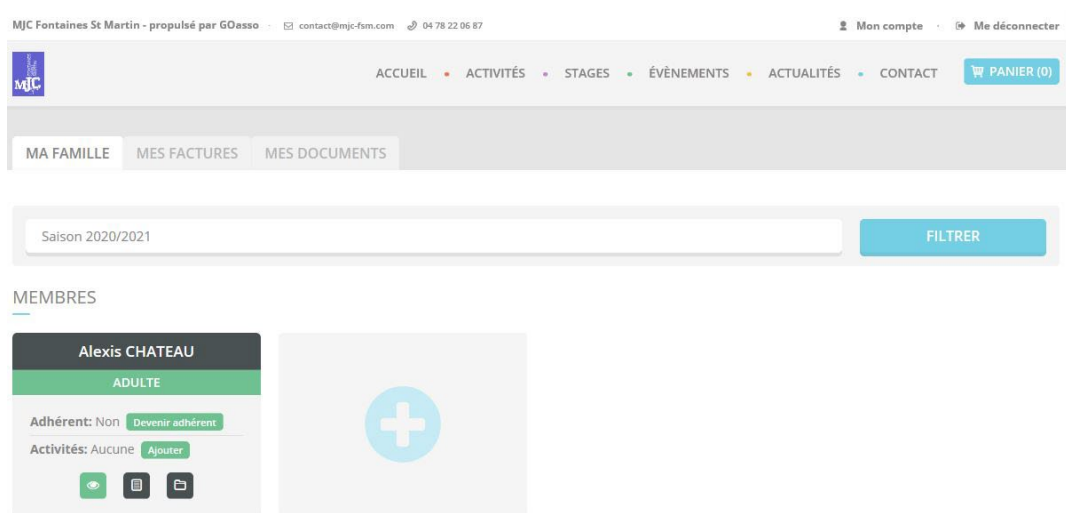 MJC Fontaines St Martin - propulsé par GOasso · contact@mjc-fsm.com 04 78 22 06 87 Mon compte · Me déconnecter
MJC ACCUEIL • ACTIVITÉS • STAGES • ÉVÈNEMENTS • ACTUALITÉS • CONTACT PANIER (0)
MA FAMILLE MES FACTURES MES DOCUMENTS
Saison 2020/2021 FILTRER
MEMBRES
Alexis CHATEAU
ADULTE
Adhérent: Non Devenir adhérent
Activités: Aucune Ajouter